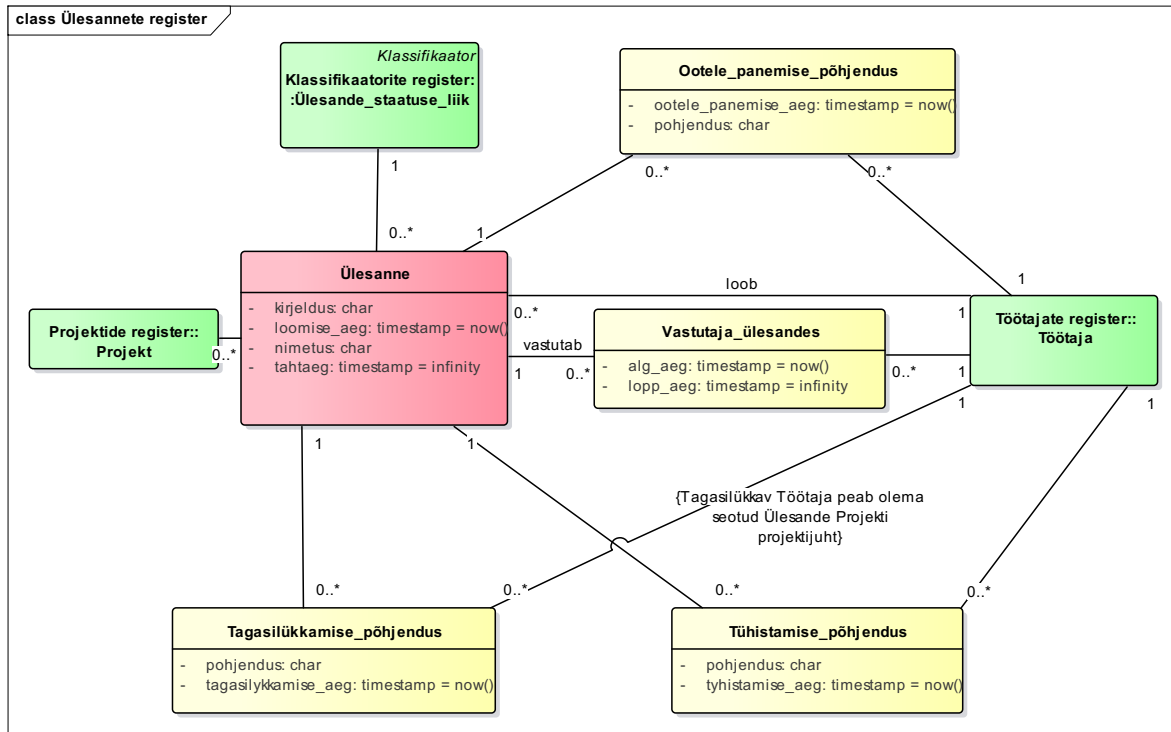 class Ülesannete register
Klassifikaator
Klassifikaatorite register:
:Ülesande_staatuse_liik
Ootele_panemise_põhjendus
- ootele_panemise_aeg: timestamp = now()
- pohjendus: char
1
0..*
0..*
0..*
1
1
Ülesanne
- kirjeldus: char
- loomise_aeg: timestamp = now()
- nimetus: char
- tahtaeg: timestamp = infinity
loob
0..*
1
Projektide register::
Projekt
0..*
Töötajate register::
Töötaja
Vastutaja_ülesandes
- alg_aeg: timestamp = now()
- lopp_aeg: timestamp = infinity
vastutab
1
0..*
0..*
1
1
1
1
1
{Tagasilükkav Töötaja peab olema
seotud Ülesande Projekti
projektijuht}
0..*
0..*
0..*
0..*
Tagasilükkamise_põhjendus
- pohjendus: char
- tagasilykkamise_aeg: timestamp = now()
Tühistamise_põhjendus
- pohjendus: char
- tyhistamise_aeg: timestamp = now()